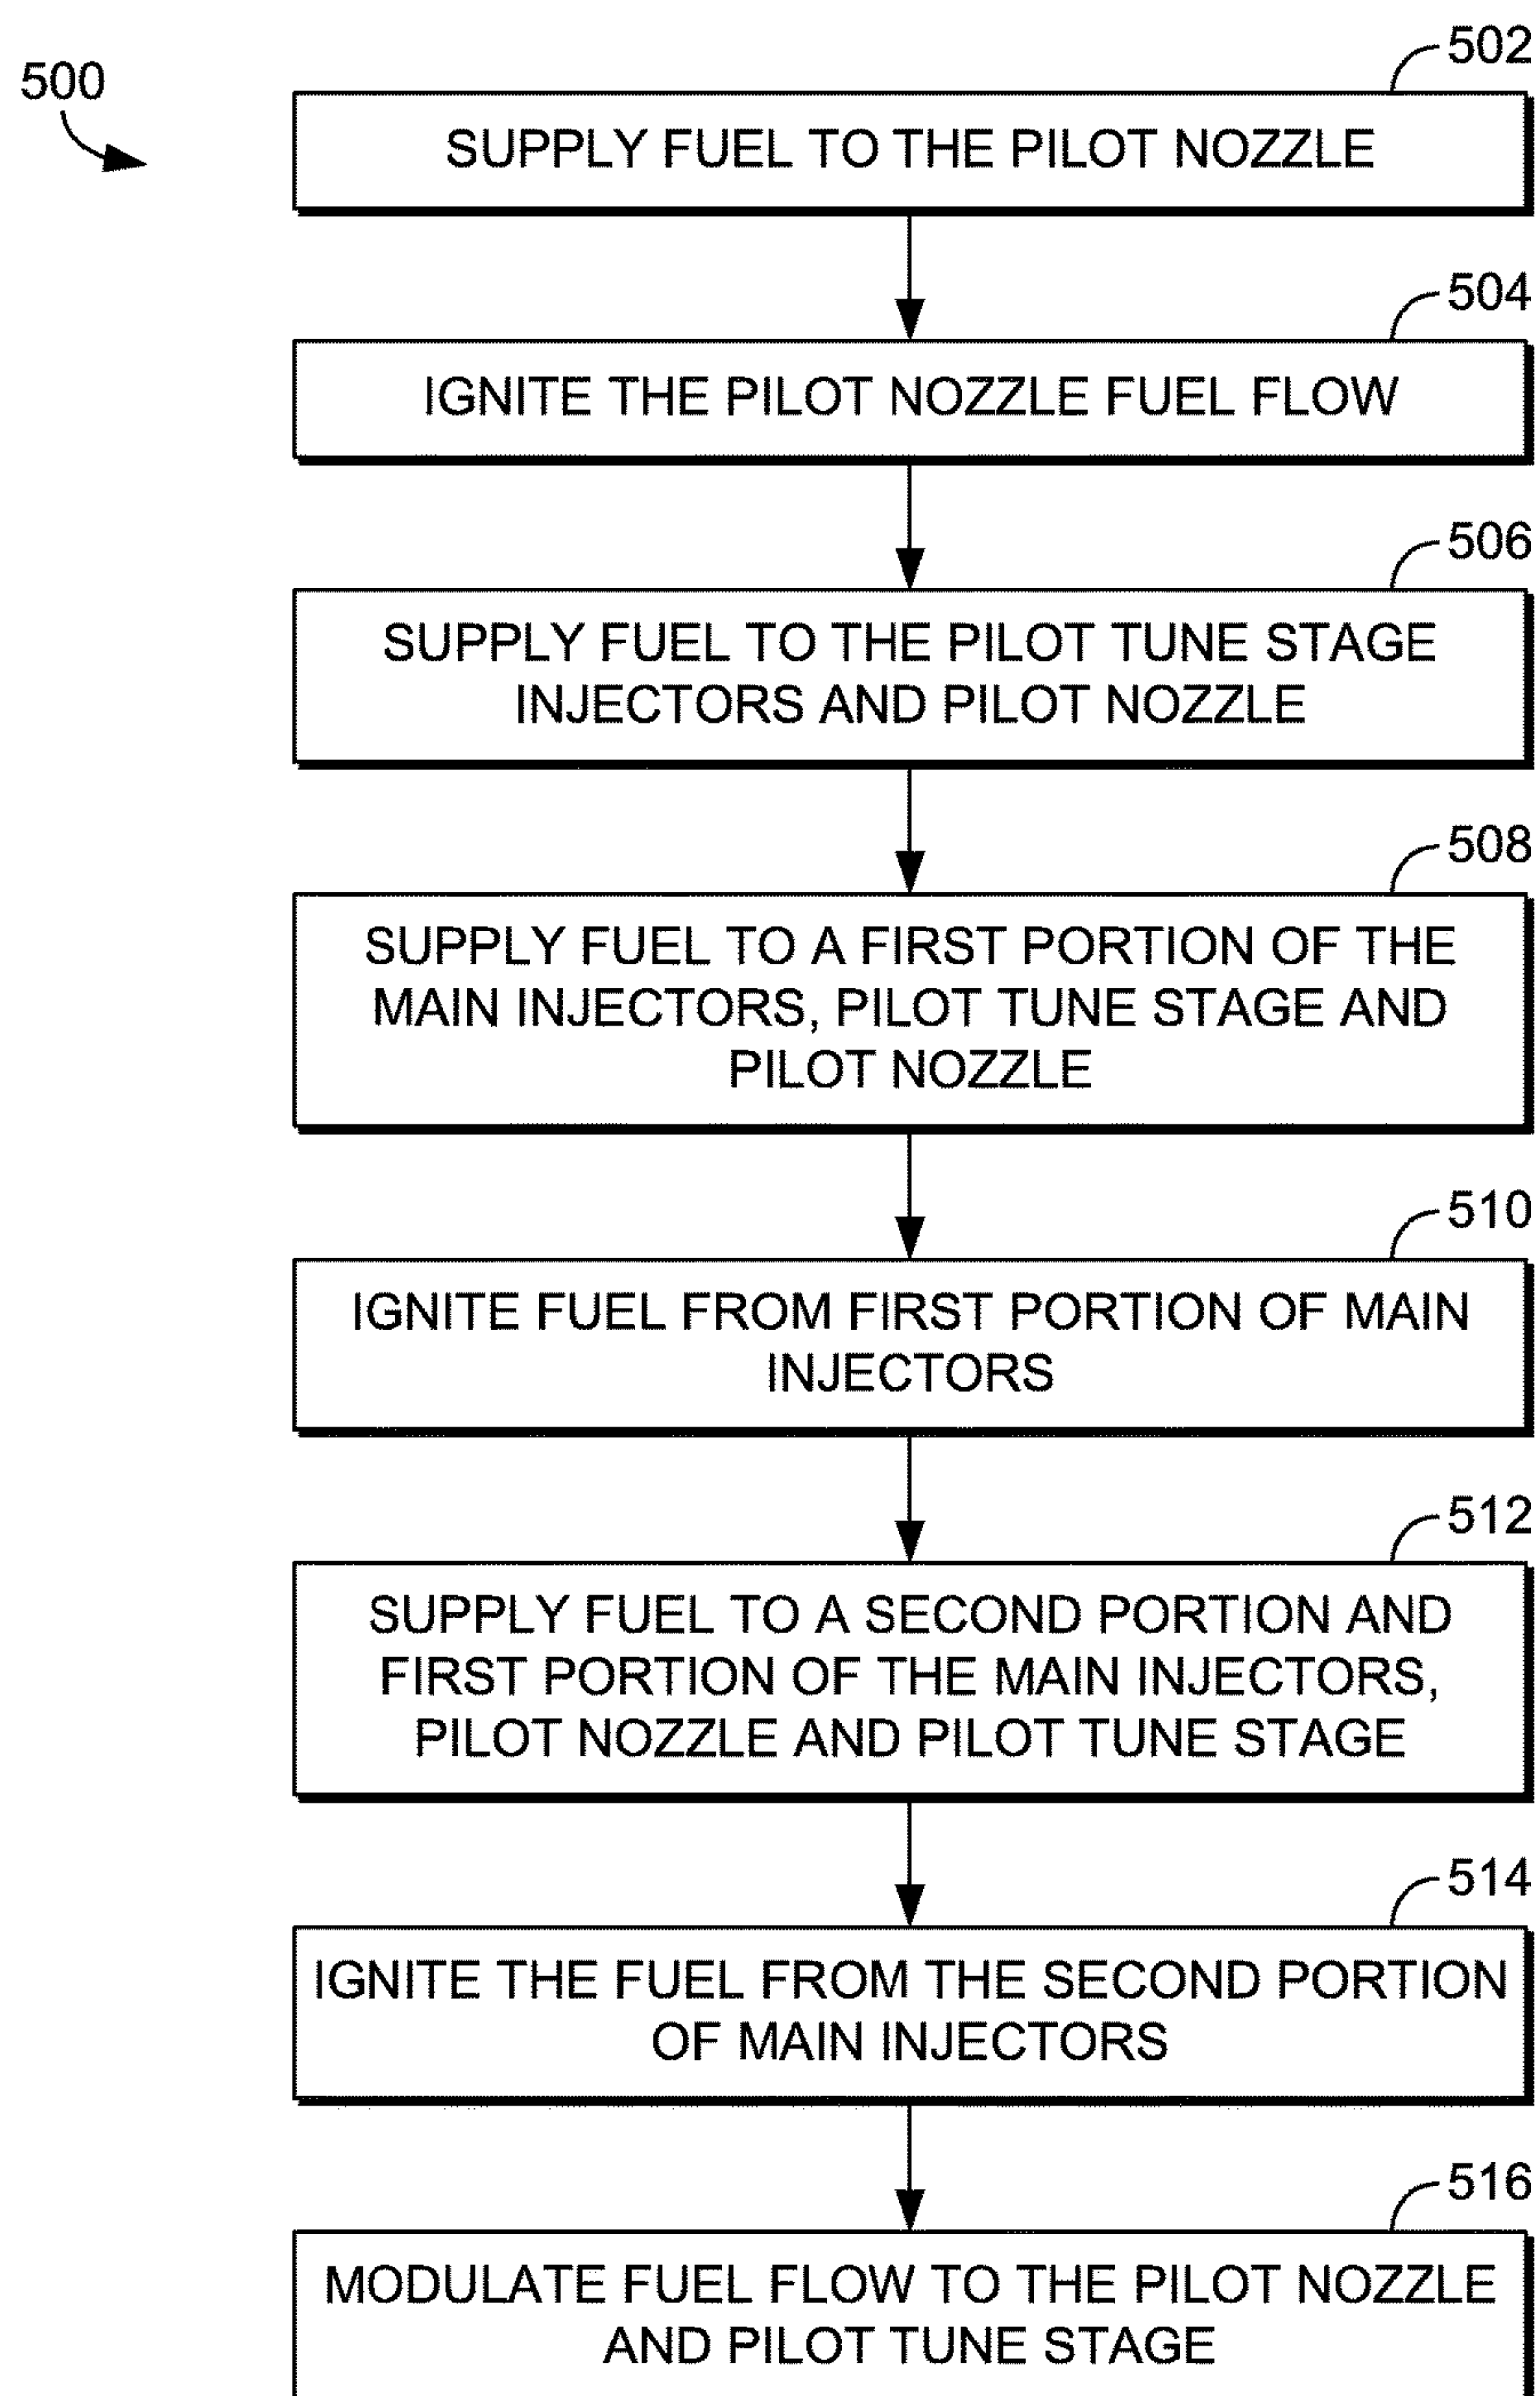 500
502
SUPPLY FUEL TO THE PILOT NOZZLE
504
IGNITE THE PILOT NOZZLE FUEL FLOW
506
SUPPLY FUEL TO THE PILOT TUNE STAGE
INJECTORS AND PILOT NOZZLE
508
SUPPLY FUEL TO A FIRST PORTION OF THE
MAIN INJECTORS, PILOT TUNE STAGE AND
PILOT NOZZLE
510
IGNITE FUEL FROM FIRST PORTION OF MAIN
INJECTORS
512
SUPPLY FUEL TO A SECOND PORTION AND
FIRST PORTION OF THE MAIN INJECTORS,
PILOT NOZZLE AND PILOT TUNE STAGE
514
IGNITE THE FUEL FROM THE SECOND PORTION
OF MAIN INJECTORS
516
MODULATE FUEL FLOW TO THE PILOT NOZZLE
AND PILOT TUNE STAGE